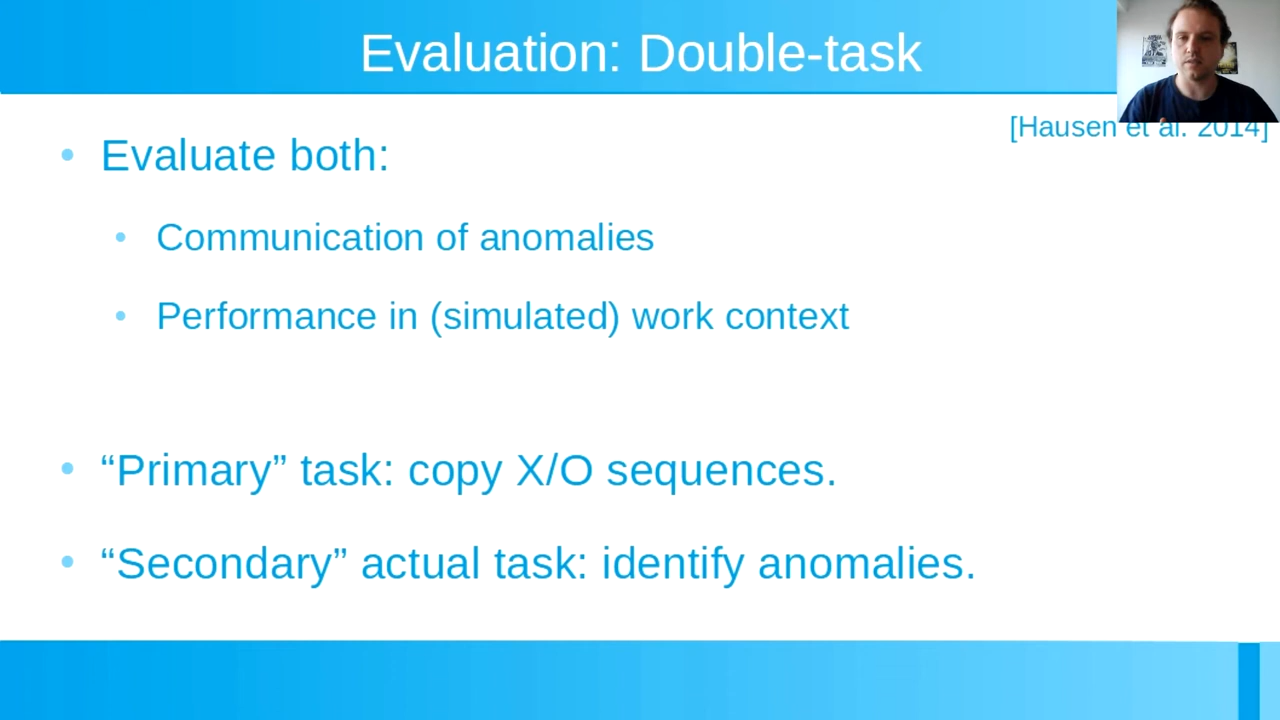 Evaluation: Double-task
[Hausen et al. 2014]
• Evaluate both:
• Communication of anomalies
• Performance in (simulated) work context
• “Primary” task: copy X/O sequences.
• “Secondary” actual task: identify anomalies.